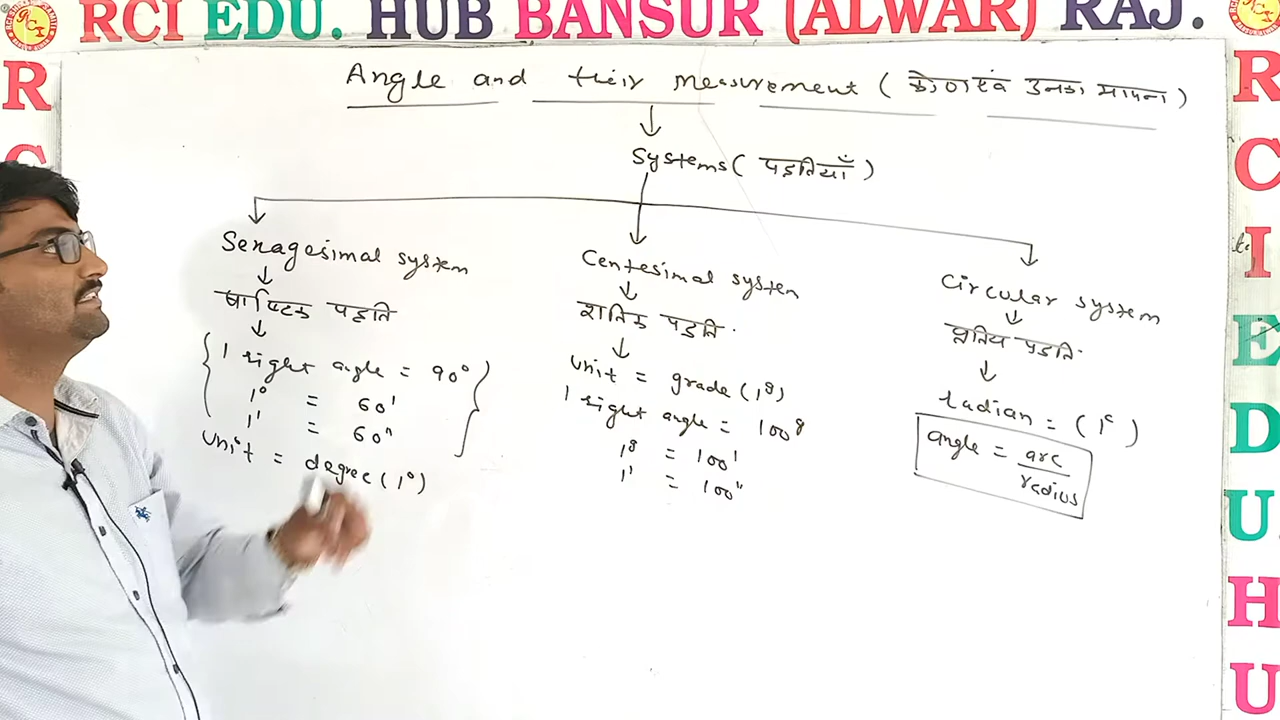 RCI EDU. HUB BANSUR (ALWAR) RAJ.
R
C
R
C
I
E
D
U
H
U
Angle and their measurement (कोण एवं उनका मापन)
Systems (पद्धतियाँ)
Sexagesimal system
षाष्टिक पद्धति
1 right angle = 90°
1° = 60'
1' = 60"
Unit = degree (1°)
Centesimal system
शतिक पद्धति.
Unit = grade (1ᵍ)
1 right angle = 100ᵍ
1ᵍ = 100'
1' = 100"
Circular system
वृतिय पद्धति.
radian = (1ᶜ)
angle = arc
radius